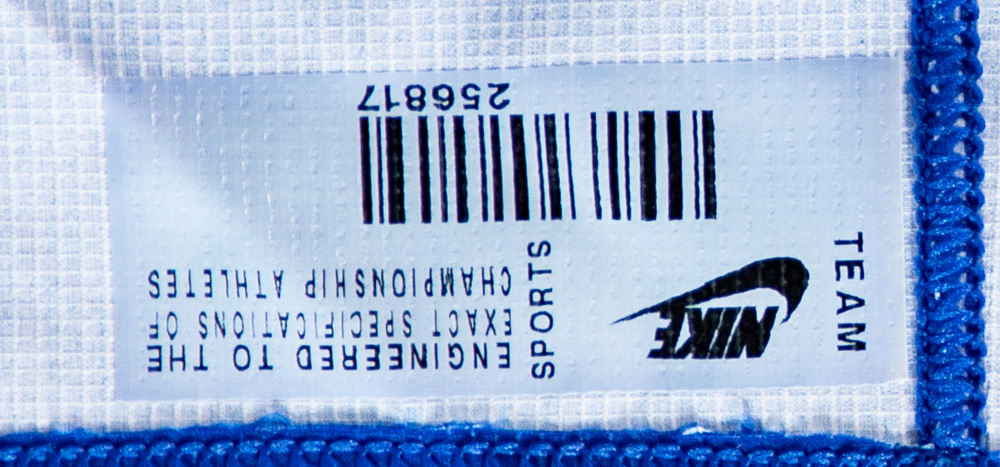 TEAM
NIKE
SPORTS
ENGINEERED TO THE
EXACT SPECIFICATIONS OF
CHAMPIONSHIP ATHLETES
256817